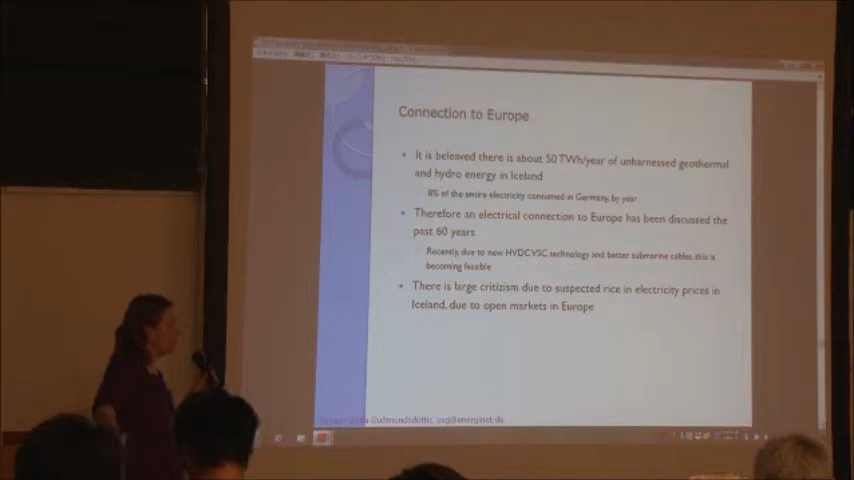 Connection to Europe
It is beleaved there is about 50 TWh/year of unharnessed geothermal
and hydro energy in Iceland
8% of the entire electricity consumed in Germany, by year
Therefore an electrical connection to Europe has been discussed the
past 60 years
Recently, due to new HVDC VSC technology and better submarine cables, this is
becoming feasible
There is large critizism due to suspected rice in electricity prices in
Iceland, due to open markets in Europe